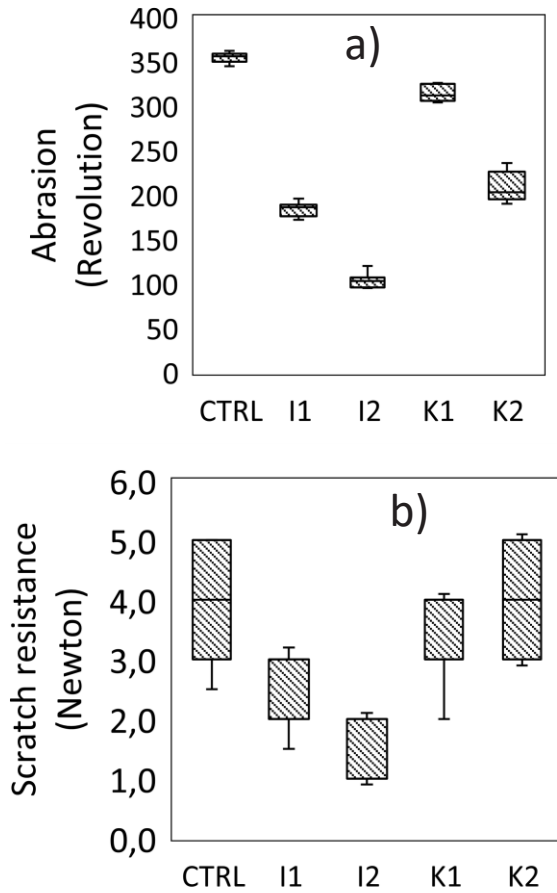 a)
Abrasion
(Revolution)
400
350
300
250
200
150
100
50
0
CTRL I1 I2 K1 K2
b)
Scratch resistance
(Newton)
6,0
5,0
4,0
3,0
2,0
1,0
0,0
CTRL I1 I2 K1 K2